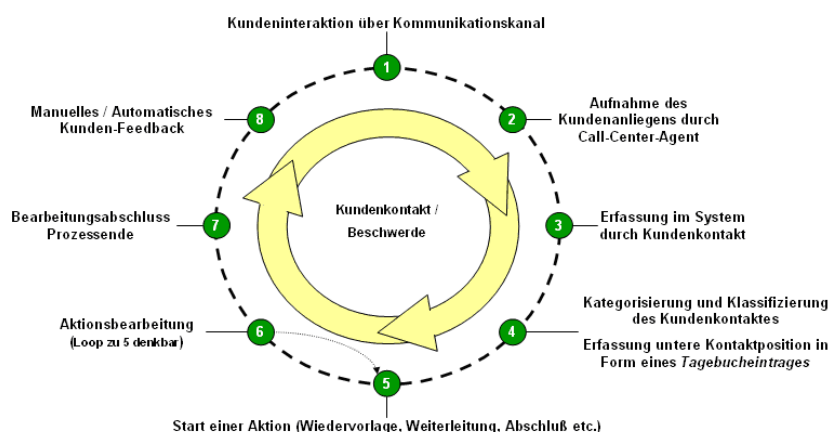 Kundeninteraktion über Kommunikationskanal
1
Aufnahme des
Kundenanliegens durch
Call-Center-Agent
2
Erfassung im System
durch Kundenkontakt
3
Kategorisierung und Klassifizierung
des Kundenkontaktes
Erfassung untere Kontaktposition in
Form eines Tagebucheintrages
4
5
Start einer Aktion (Wiedervorlage, Weiterleitung, Abschluß etc.)
Aktionsbearbeitung
(Loop zu 5 denkbar)
6
Bearbeitungsabschluss
Prozessende
7
Manuelles / Automatisches
Kunden-Feedback
8
Kundenkontakt /
Beschwerde